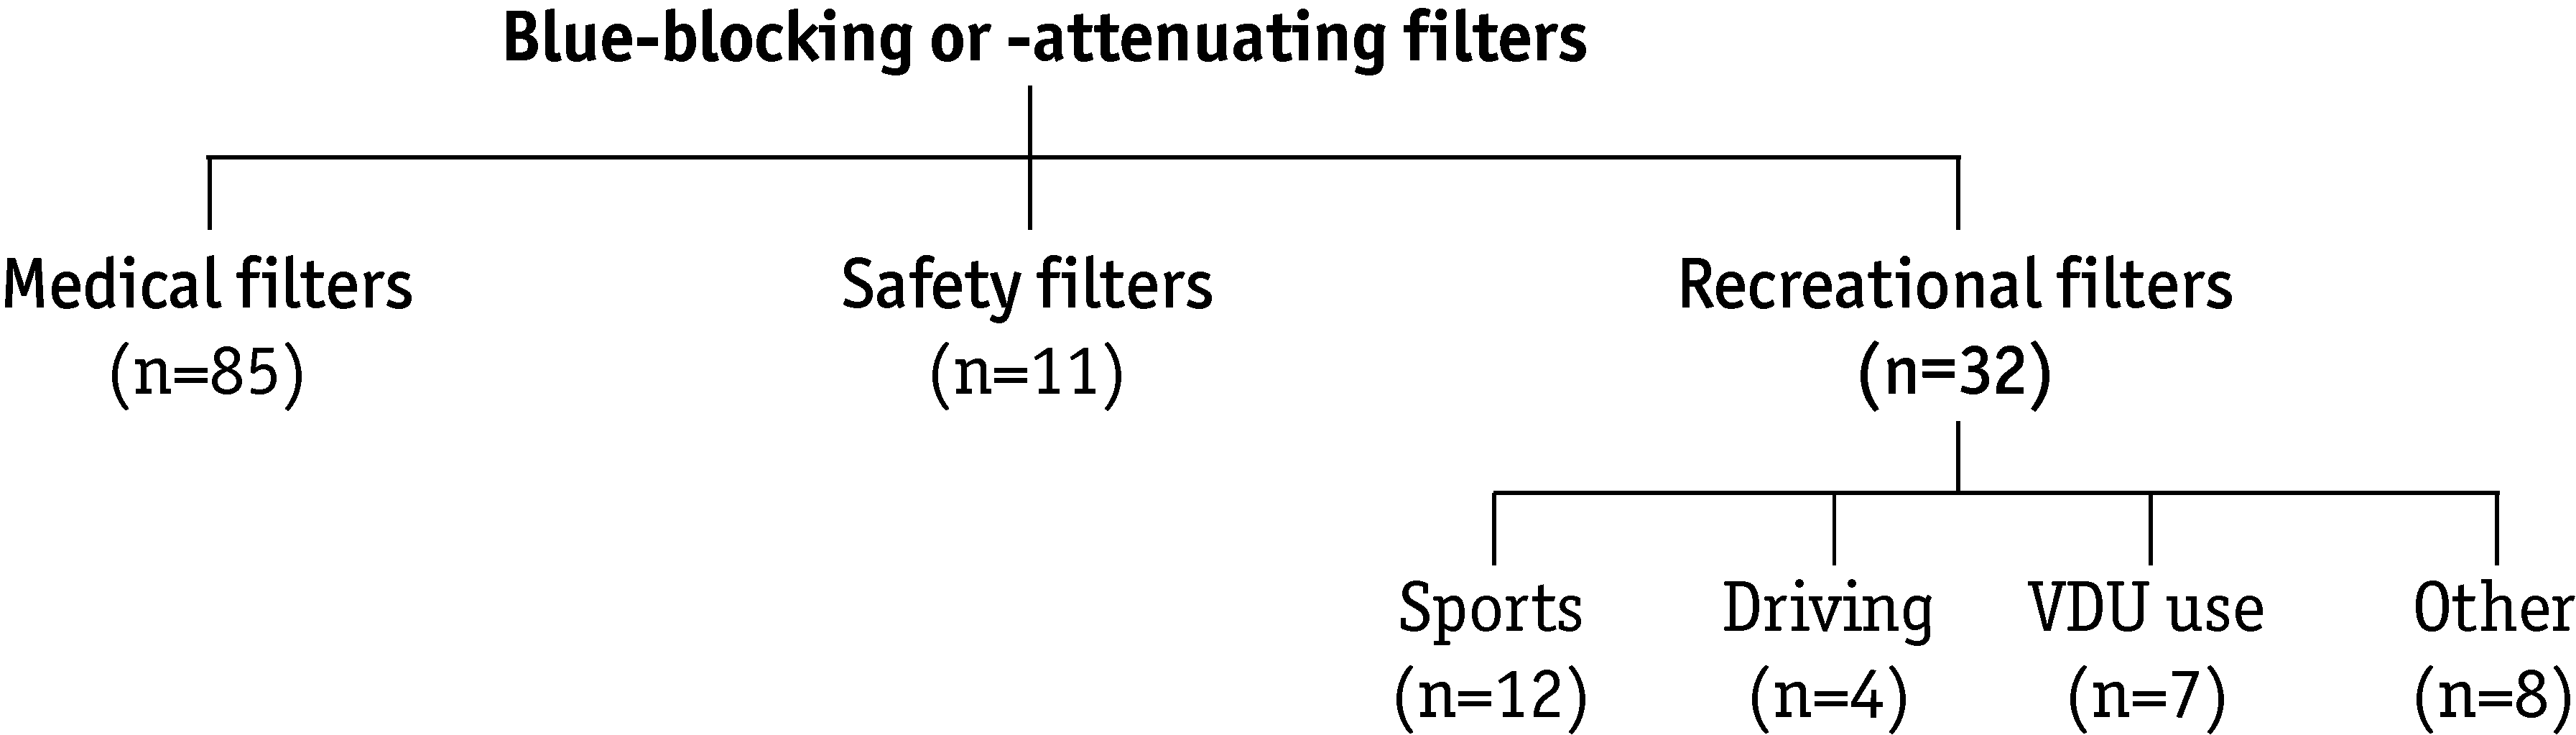 Blue-blocking or -attenuating filters
Medical filters
(n=85)
Safety filters
(n=11)
Recreational filters
(n=32)
Sports
(n=12)
Driving
(n=4)
VDU use
(n=7)
Other
(n=8)